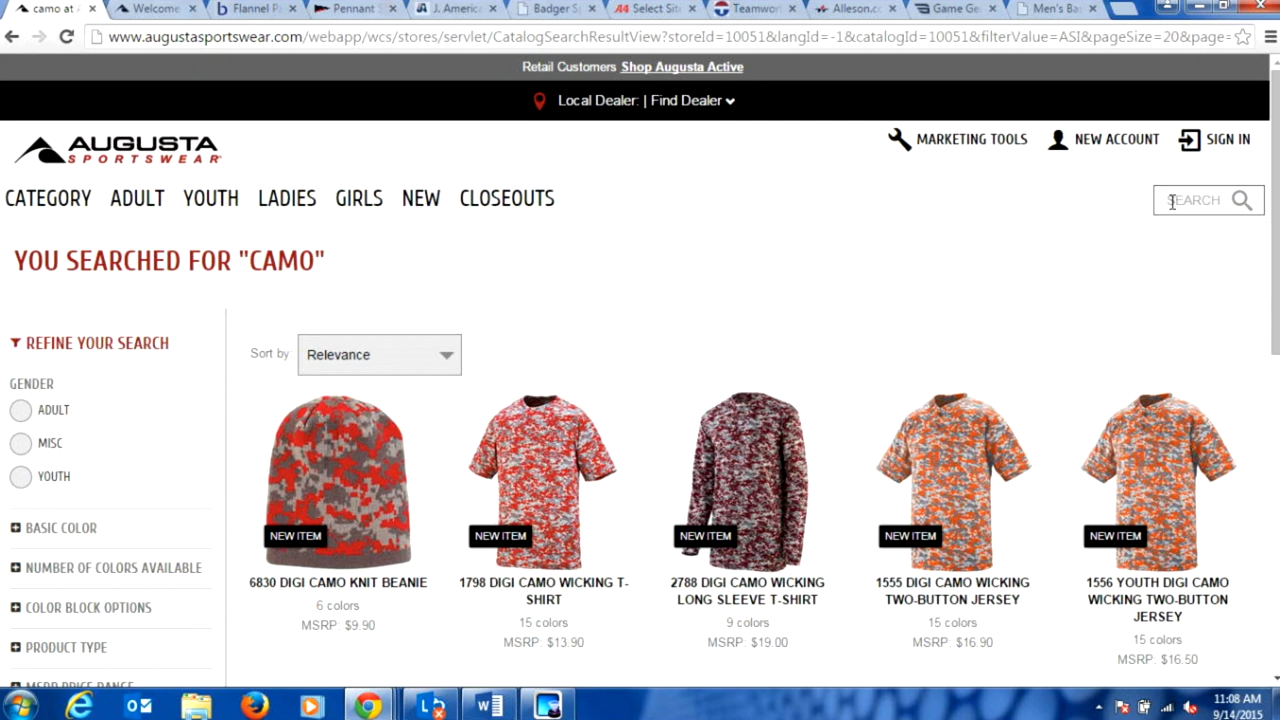 camo at A
Welcome
Flannel Pa
Pennant S
J. America
Badger Sp
A4 Select Site
Teamwork
Alleson.co
Game Gea
Men's Bas
www.augustasportswear.com/webapp/wcs/stores/servlet/CatalogSearchResultView?storeId=10051&langId=-1&catalogId=10051&filterValue=ASI&pageSize=20&page=
Retail Customers Shop Augusta Active
Local Dealer: | Find Dealer
AUGUSTA
SPORTSWEAR
MARKETING TOOLS
NEW ACCOUNT
SIGN IN
CATEGORY ADULT YOUTH LADIES GIRLS NEW CLOSEOUTS
SEARCH
YOU SEARCHED FOR "CAMO"
REFINE YOUR SEARCH
GENDER
ADULT
MISC
YOUTH
BASIC COLOR
NUMBER OF COLORS AVAILABLE
COLOR BLOCK OPTIONS
PRODUCT TYPE
MSRP PRICE RANGE
Sort by Relevance
NEW ITEM
6830 DIGI CAMO KNIT BEANIE
6 colors
MSRP: $9.90
NEW ITEM
1798 DIGI CAMO WICKING T-
SHIRT
15 colors
MSRP: $13.90
NEW ITEM
2788 DIGI CAMO WICKING
LONG SLEEVE T-SHIRT
9 colors
MSRP: $19.00
NEW ITEM
1555 DIGI CAMO WICKING
TWO-BUTTON JERSEY
15 colors
MSRP: $16.90
NEW ITEM
1556 YOUTH DIGI CAMO
WICKING TWO-BUTTON
JERSEY
15 colors
MSRP: $16.50
11:08 AM
9/14/2015